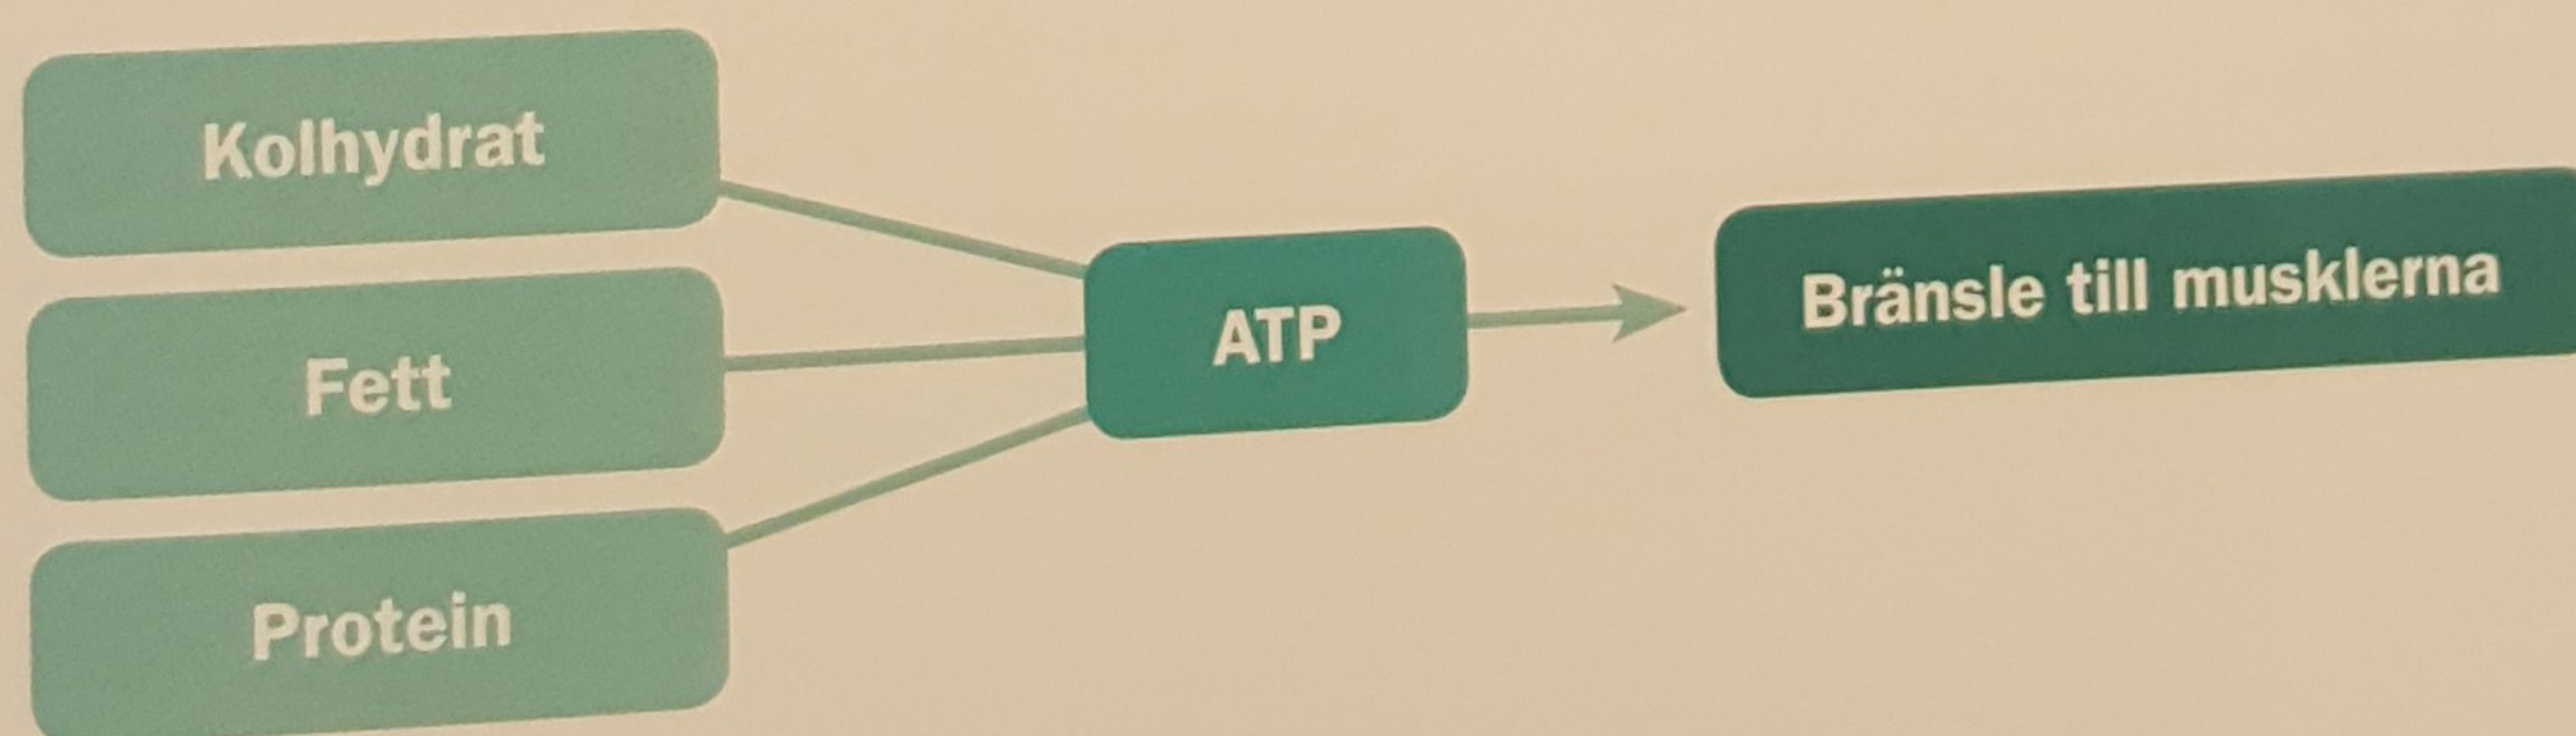 Kolhydrat
Fett
Protein
ATP
Bränsle till musklerna